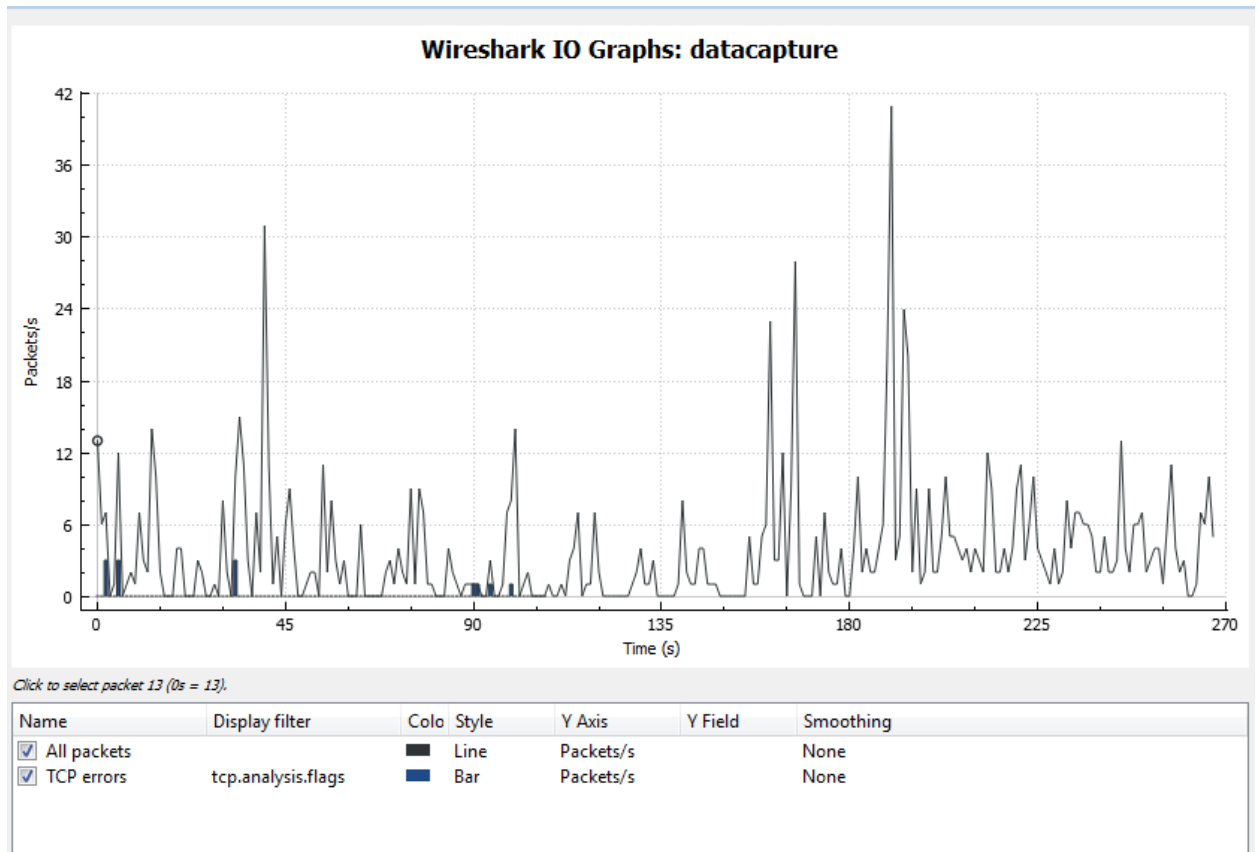 Wireshark IO Graphs: datacapture
42
36
30
24
18
12
6
0
Packets/s
0 45 90 135 180 225 270
Time (s)
Click to select packet 13 (0s = 13).
Name Display filter Colo Style Y Axis Y Field Smoothing
All packets Line Packets/s None
TCP errors tcp.analysis.flags Bar Packets/s None